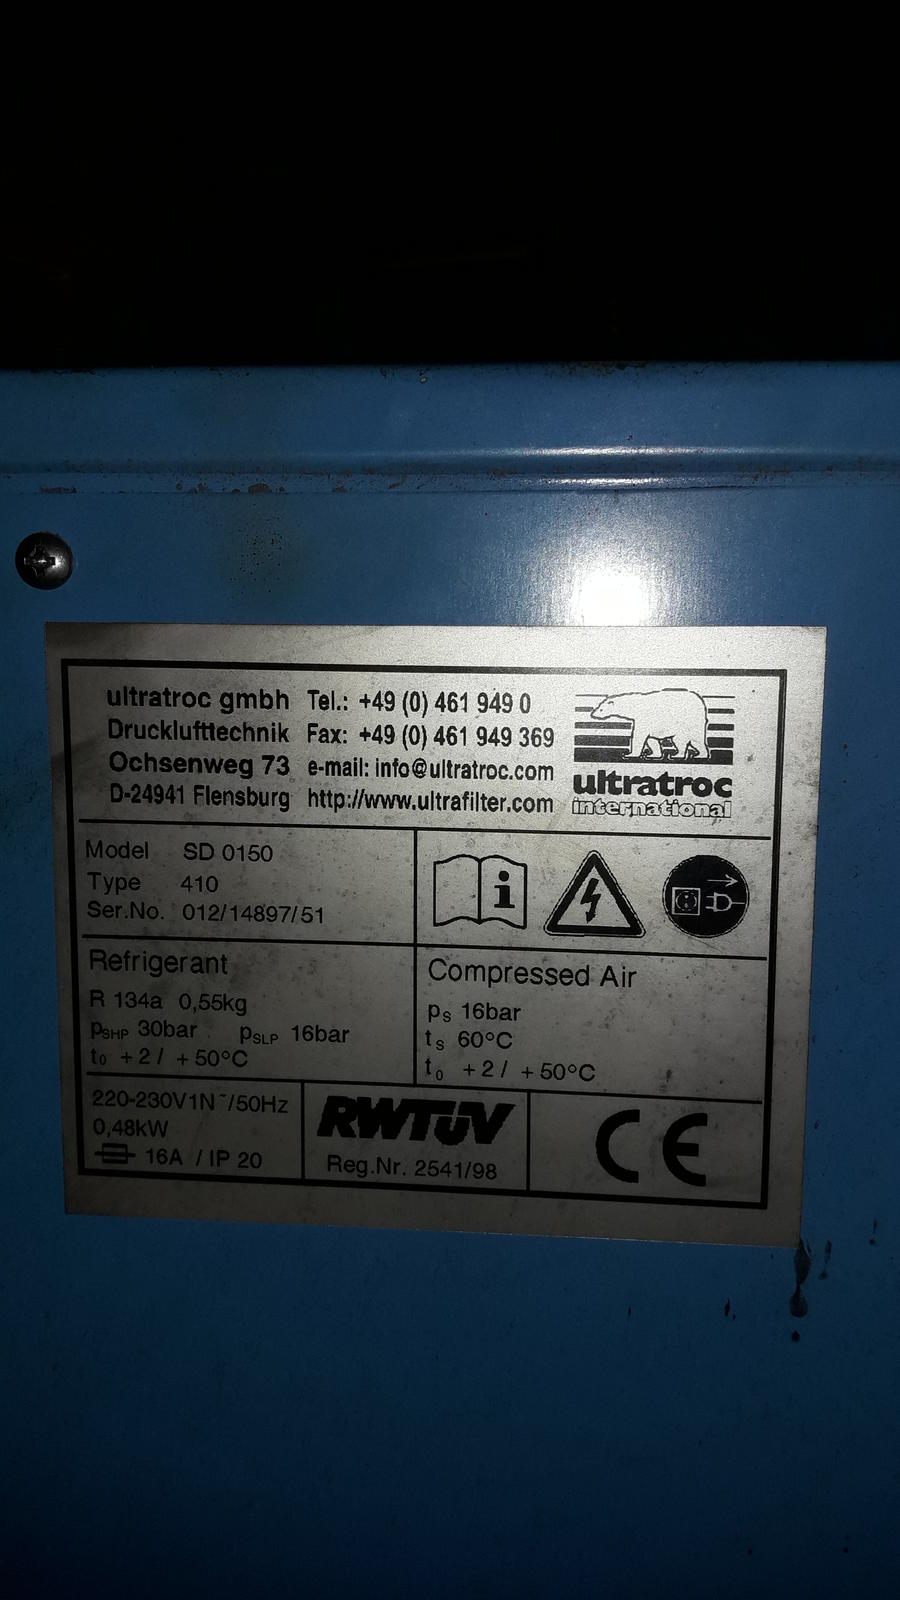 ultratroc gmbh Tel.: +49 (0) 461 949 0
Drucklufttechnik Fax: +49 (0) 461 949 369
Ochsenweg 73 e-mail: info@ultratroc.com
D-24941 Flensburg http://www.ultrafilter.com
ultratroc
international
Model SD 0150
Type 410
Ser.No. 012/14897/51
i
Refrigerant
R 134a 0,55kg
pSHP 30bar pSLP 16bar
t0 +2 / +50°C
Compressed Air
pS 16bar
tS 60°C
t0 +2 / +50°C
220-230V1N~/50Hz
0,48kW
16A / IP 20
RWTÜV
Reg.Nr. 2541/98
CE